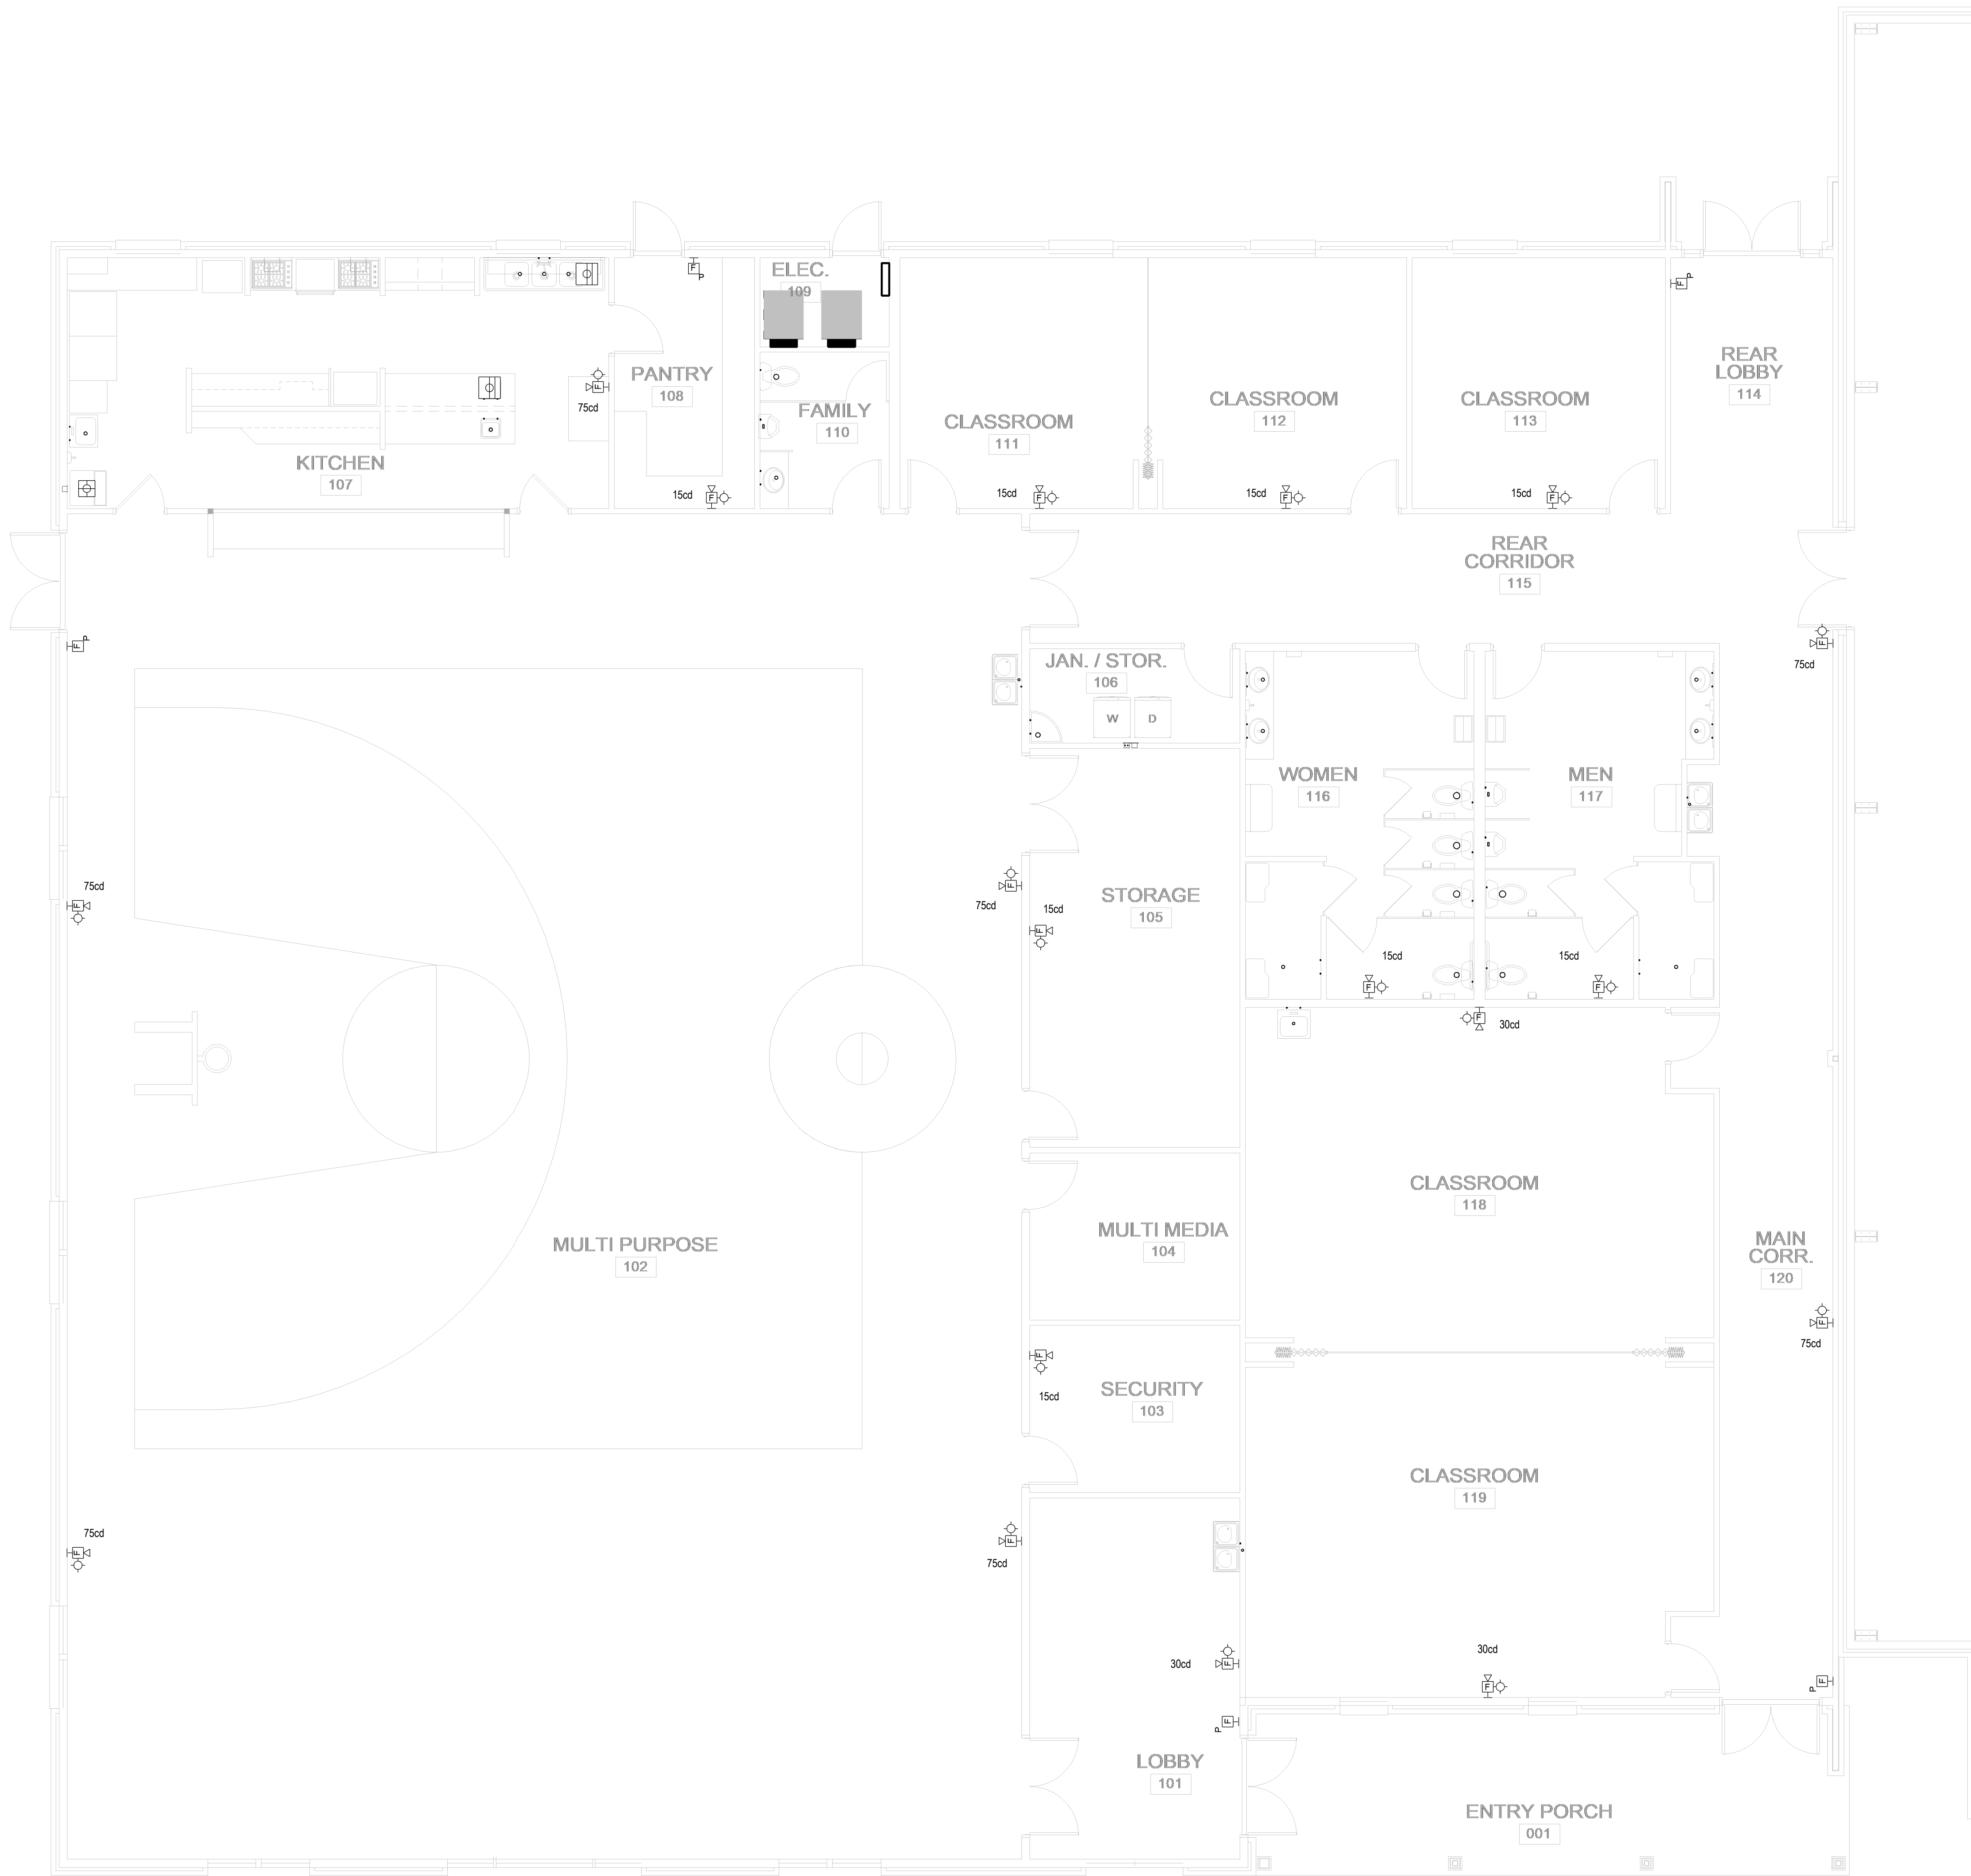 ELEC.
109
F
P
F
P
PANTRY
108
REAR
LOBBY
114
F
75cd
FAMILY
110
CLASSROOM
111
CLASSROOM
112
CLASSROOM
113
KITCHEN
107
15cd
F
15cd
F
15cd
F
15cd
F
REAR
CORRIDOR
115
F
P
F
75cd
JAN. / STOR.
106
W
D
WOMEN
116
MEN
117
75cd
F
F
75cd
15cd
F
STORAGE
105
15cd
F
15cd
F
F
30cd
CLASSROOM
118
MULTI MEDIA
104
MULTI PURPOSE
102
MAIN
CORR.
120
F
75cd
F
15cd
SECURITY
103
CLASSROOM
119
75cd
F
F
75cd
30cd
F
30cd
F
F
P
F
P
LOBBY
101
ENTRY PORCH
001